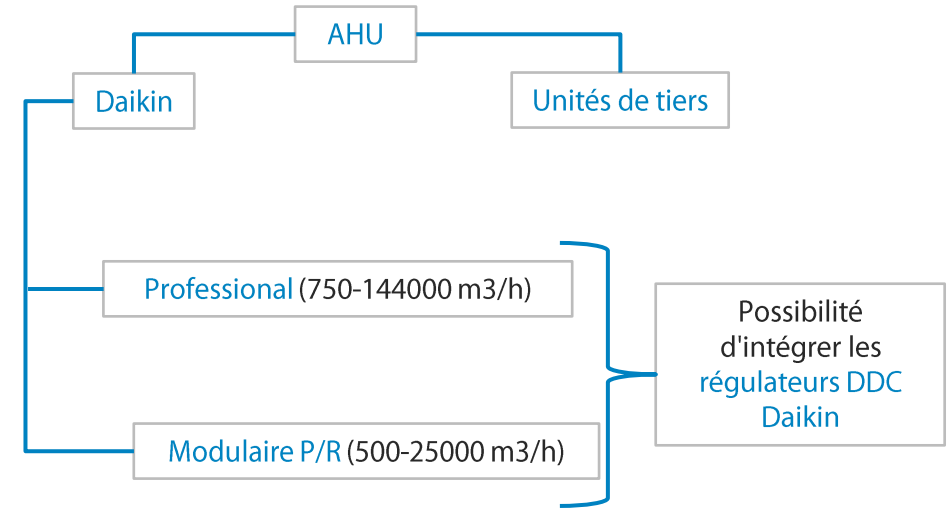 AHU
Daikin
Unités de tiers
Professional (750-144000 m3/h)
Modulaire P/R (500-25000 m3/h)
Possibilité
d'intégrer les
régulateurs DDC
Daikin